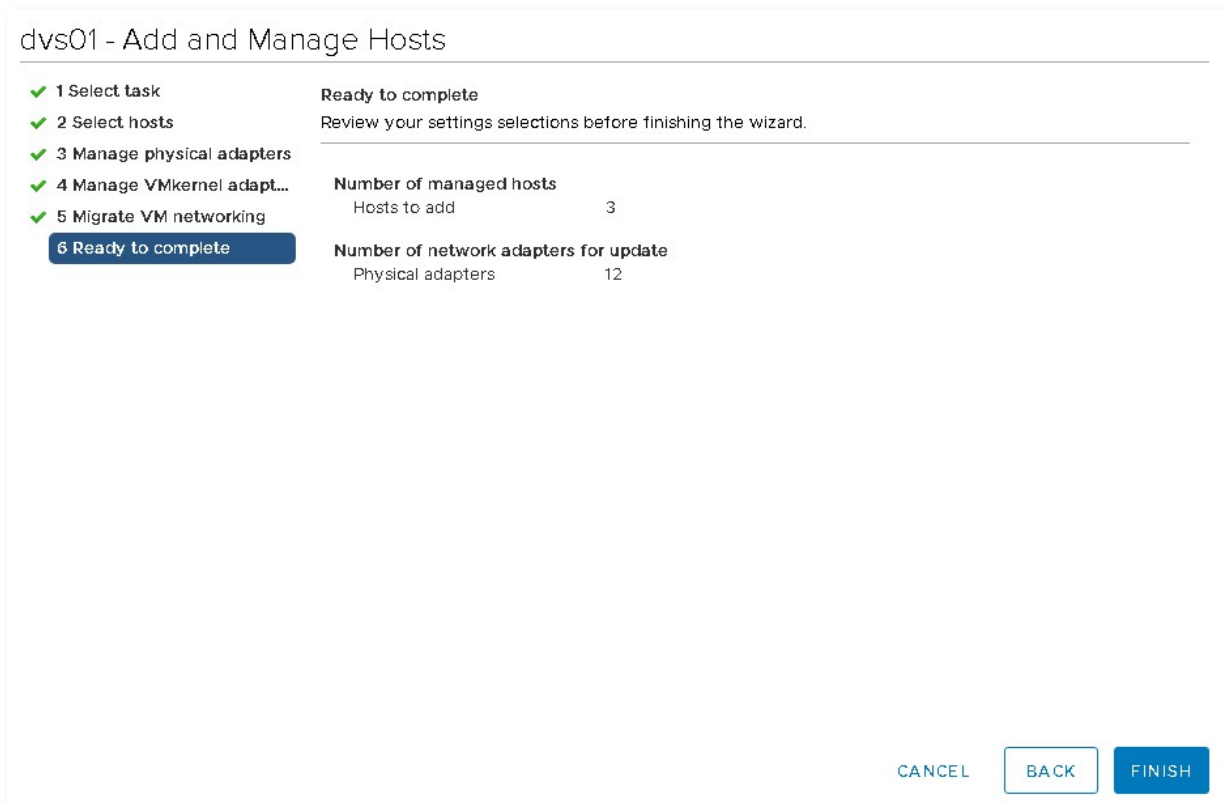 dvs01 - Add and Manage Hosts
1 Select task
2 Select hosts
3 Manage physical adapters
4 Manage VMkernel adapt...
5 Migrate VM networking
6 Ready to complete
Ready to complete
Review your settings selections before finishing the wizard.
Number of managed hosts
Hosts to add 3
Number of network adapters for update
Physical adapters 12
CANCEL BACK FINISH